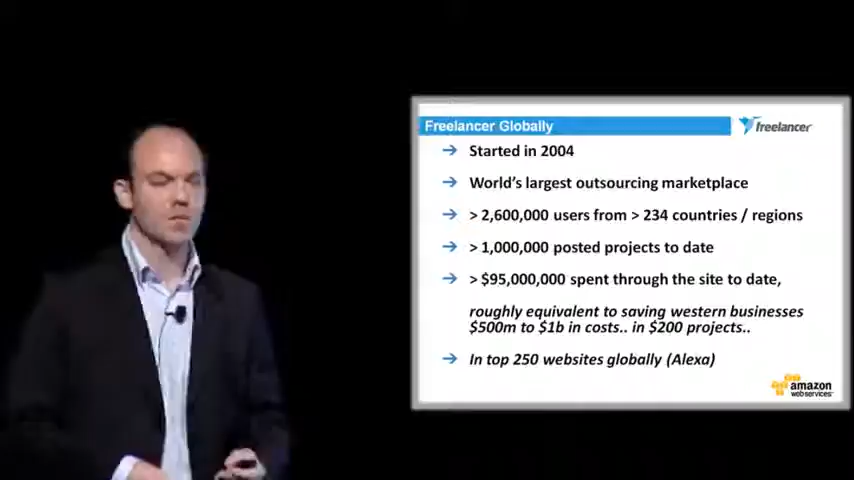 Freelancer Globally
freelancer
Started in 2004
World's largest outsourcing marketplace
> 2,600,000 users from > 234 countries / regions
> 1,000,000 posted projects to date
> $95,000,000 spent through the site to date,
roughly equivalent to saving western businesses
$500m to $1b in costs.. in $200 projects..
In top 250 websites globally (Alexa)
amazon
webservices